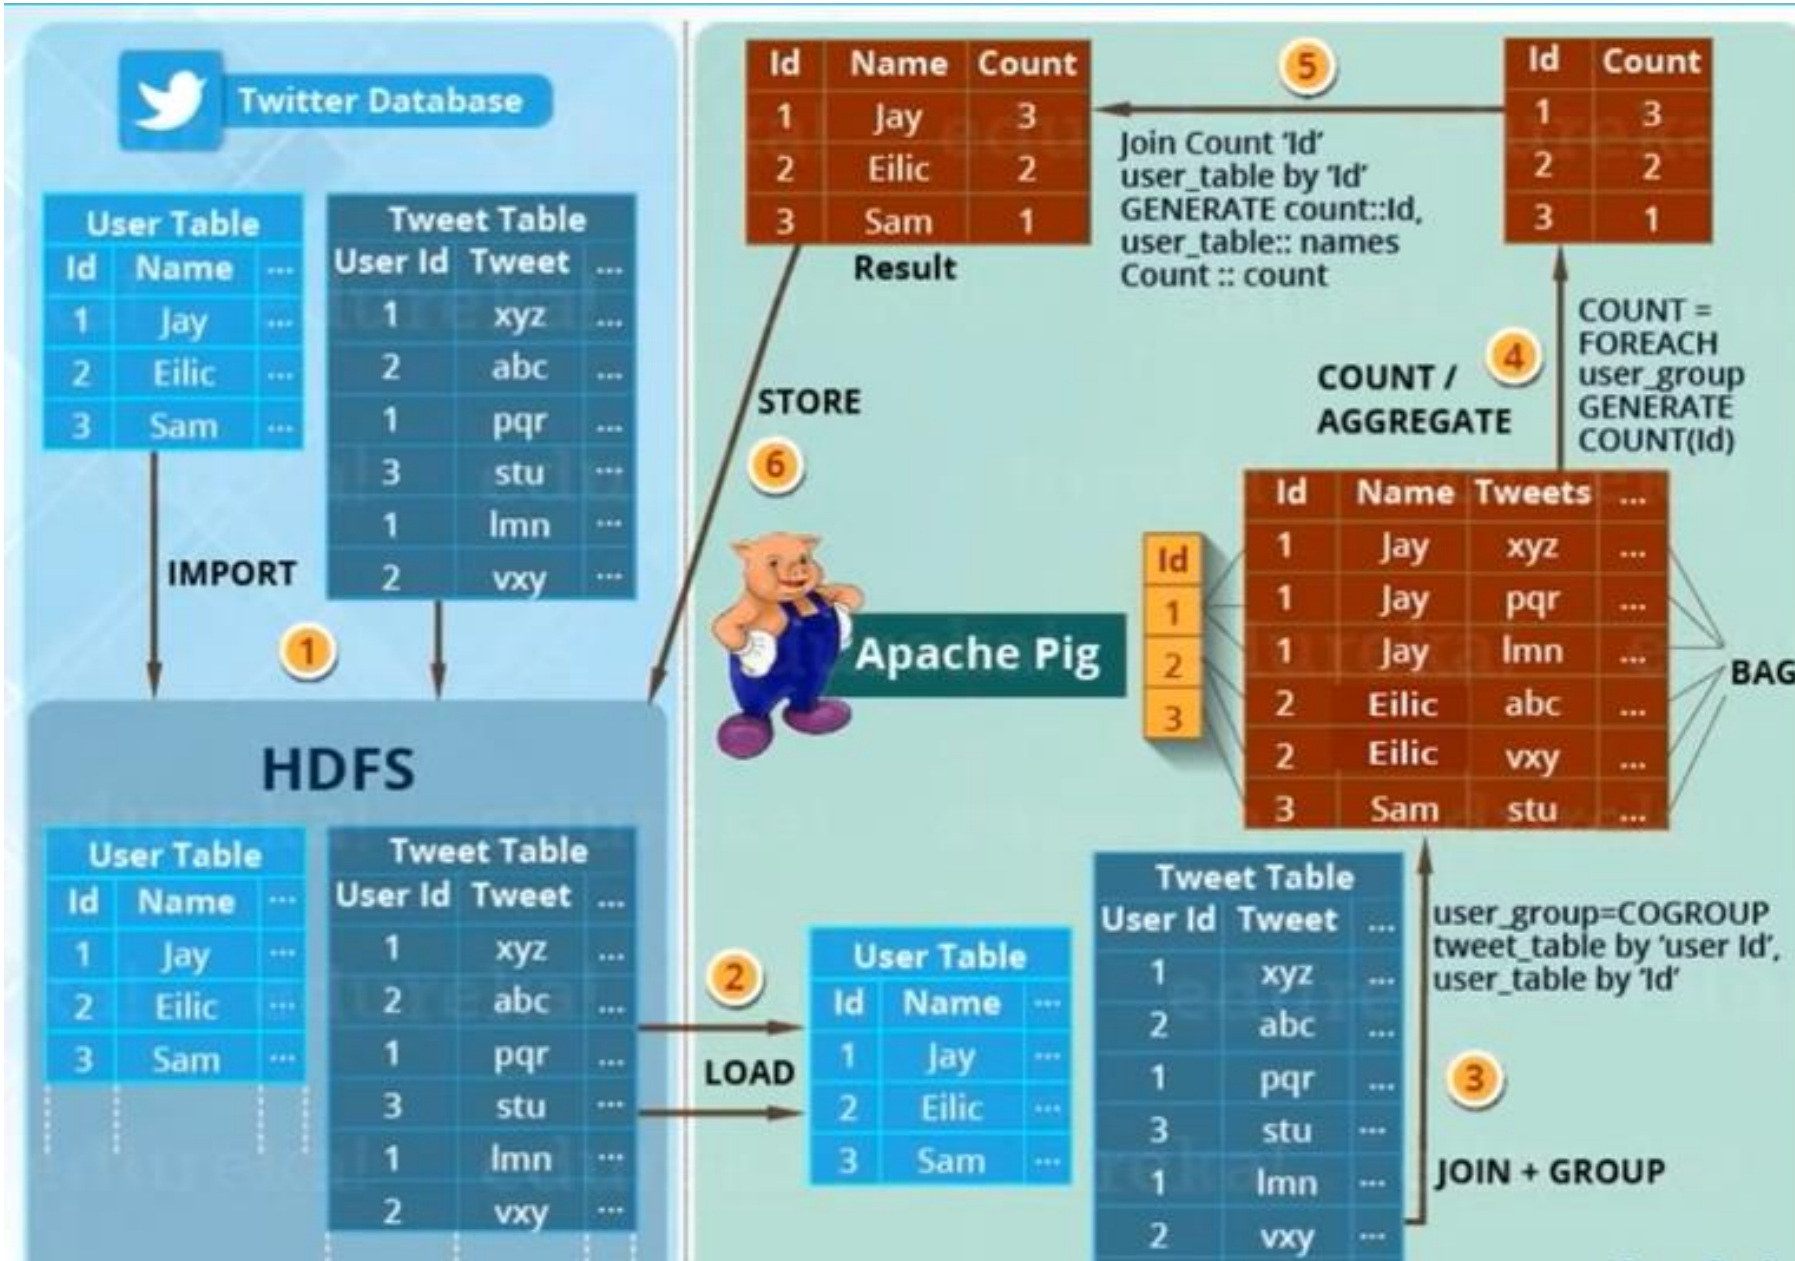 Twitter Database
User Table
Id Name ...
1 Jay ...
2 Eilic ...
3 Sam ...
Tweet Table
User Id Tweet ...
1 xyz ...
2 abc ...
1 pqr ...
3 stu ...
1 lmn ...
2 vxy ...
IMPORT
1
HDFS
User Table
Id Name ...
1 Jay ...
2 Eilic ...
3 Sam ...
Tweet Table
User Id Tweet ...
1 xyz ...
2 abc ...
1 pqr ...
3 stu ...
1 lmn ...
2 vxy ...
2
LOAD
User Table
Id Name ...
1 Jay ...
2 Eilic ...
3 Sam ...
Tweet Table
User Id Tweet ...
1 xyz ...
2 abc ...
1 pqr ...
3 stu ...
1 lmn ...
2 vxy ...
3
JOIN + GROUP
user_group=COGROUP
tweet_table by ‘user Id’,
user_table by ‘Id’
Apache Pig
Id
1
2
3
Id Name Tweets ...
1 Jay xyz ...
1 Jay pqr ...
1 Jay lmn ...
2 Eilic abc ...
2 Eilic vxy ...
3 Sam stu ...
BAG
4
COUNT /
AGGREGATE
COUNT =
FOREACH
user_group
GENERATE
COUNT(Id)
Id Count
1 3
2 2
3 1
5
Join Count ‘Id’
user_table by ‘Id’
GENERATE count::Id,
user_table:: names
Count :: count
Id Name Count
1 Jay 3
2 Eilic 2
3 Sam 1
Result
STORE
6